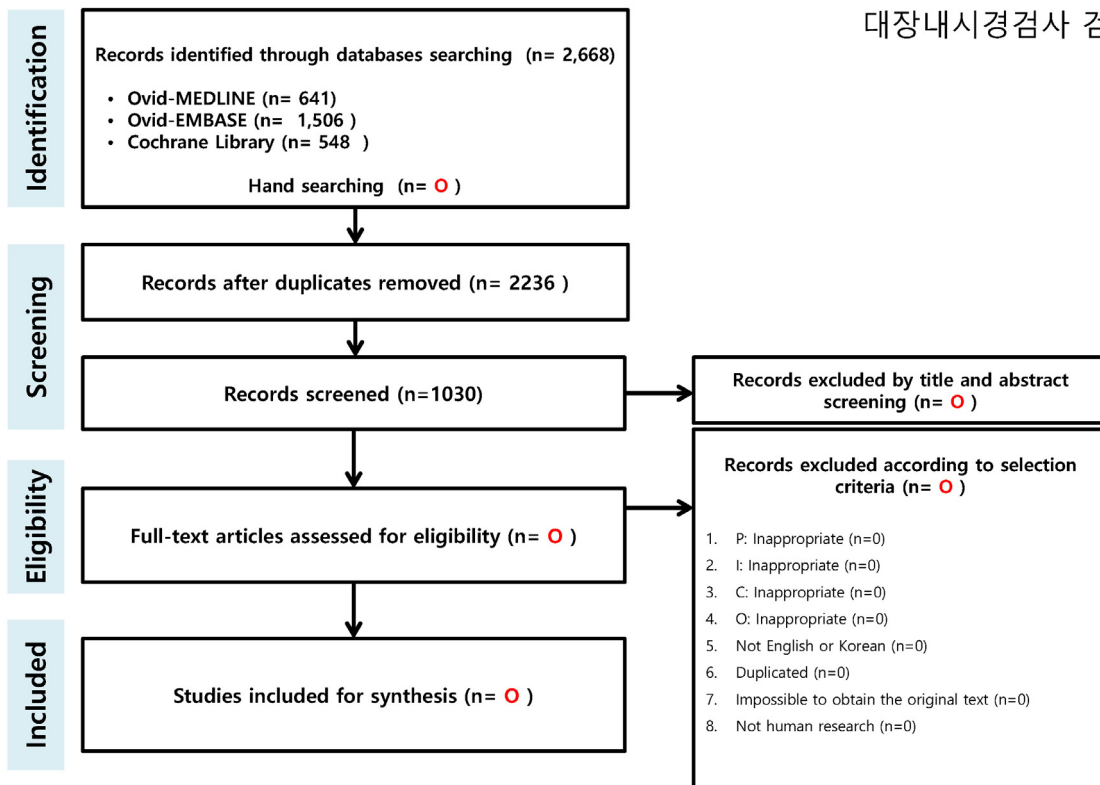 대장내시경검사 검
Identification
Records identified through databases searching (n= 2,668)
• Ovid-MEDLINE (n= 641)
• Ovid-EMBASE (n= 1,506 )
• Cochrane Library (n= 548 )
Hand searching (n= O )
Screening
Records after duplicates removed (n= 2236 )
Records screened (n=1030)
Records excluded by title and abstract
screening (n= O )
Eligibility
Full-text articles assessed for eligibility (n= O )
Records excluded according to selection
criteria (n= O )
1. P: Inappropriate (n=0)
2. I: Inappropriate (n=0)
3. C: Inappropriate (n=0)
4. O: Inappropriate (n=0)
5. Not English or Korean (n=0)
6. Duplicated (n=0)
7. Impossible to obtain the original text (n=0)
8. Not human research (n=0)
Included
Studies included for synthesis (n= O )